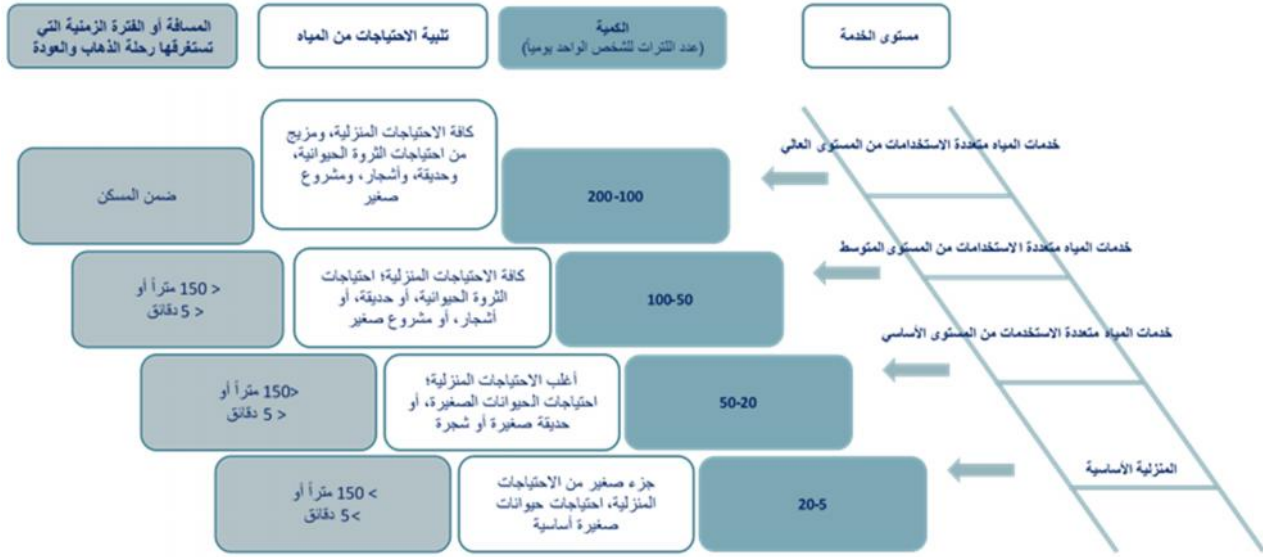 مستوى الخدمة
الكمية
(عدد اللترات للشخص الواحد يومياً)
تلبية الاحتياجات من المياه
المسافة أو الفترة الزمنية التي
تستغرقها رحلة الذهاب والعودة
خدمات المياه متعددة الاستخدامات من المستوى العالي
200-100
كافة الاحتياجات المنزلية، ومزيج
من احتياجات الثروة الحيوانية،
وحديقة، وأشجار، ومشروع
صغير
ضمن المسكن
خدمات المياه متعددة الاستخدامات من المستوى المتوسط
100-50
كافة الاحتياجات المنزلية؛ احتياجات
الثروة الحيوانية، أو حديقة، أو
أشجار، أو مشروع صغير
< 150 متراً أو
< 5 دقائق
خدمات المياه متعددة الاستخدمات من المستوى الأساسي
50-20
أغلب الاحتياجات المنزلية؛
احتياجات الحيوانات الصغيرة، أو
حديقة صغيرة أو شجرة
<150 متراً أو
< 5 دقائق
المنزلية الأساسية
20-5
جزء صغير من الاحتياجات
المنزلية، احتياجات حيوانات
صغيرة أساسية
> 150 متراً أو
>5 دقائق